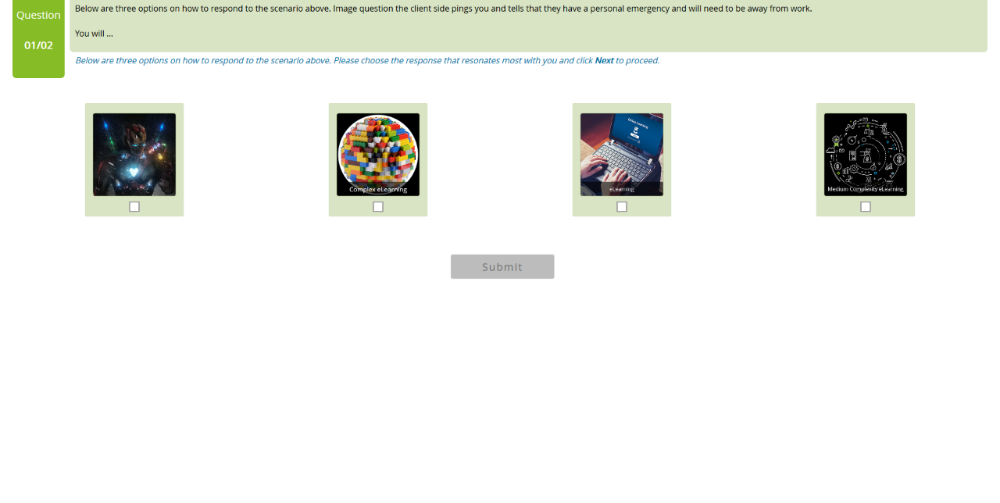 Question
01/02
Below are three options on how to respond to the scenario above. Image question the client side pings you and tells that they have a personal emergency and will need to be away from work.
You will ...
Below are three options on how to respond to the scenario above. Please choose the response that resonates most with you and click Next to proceed.
Complex eLearning
Online Learning
eLearning
Medium Complexity eLearning
Submit